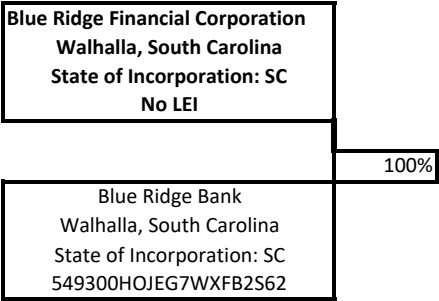 Blue Ridge Financial Corporation
Walhalla, South Carolina
State of Incorporation: SC
No LEI
100%
Blue Ridge Bank
Walhalla, South Carolina
State of Incorporation: SC
549300HOJEG7WXFB2S62